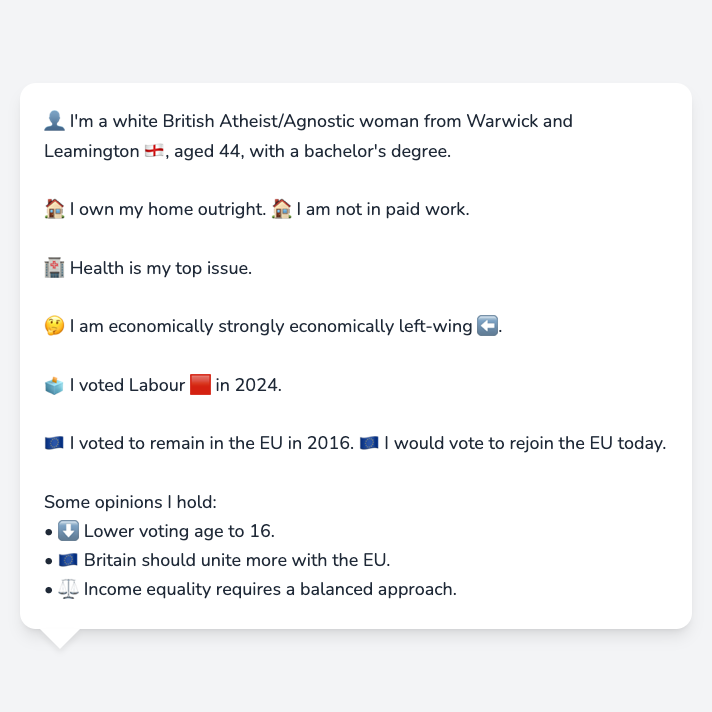 👤 I'm a white British Atheist/Agnostic woman from Warwick and
Leamington 🏴󠁧󠁢󠁥󠁮󠁧󠁿, aged 44, with a bachelor's degree.
🏠 I own my home outright. 🏠 I am not in paid work.
🏥 Health is my top issue.
🤔 I am economically strongly economically left-wing ⬅️.
🗳️ I voted Labour 🟥 in 2024.
🇪🇺 I voted to remain in the EU in 2016. 🇪🇺 I would vote to rejoin the EU today.
Some opinions I hold:
• ⬇️ Lower voting age to 16.
• 🇪🇺 Britain should unite more with the EU.
• ⚖️ Income equality requires a balanced approach.